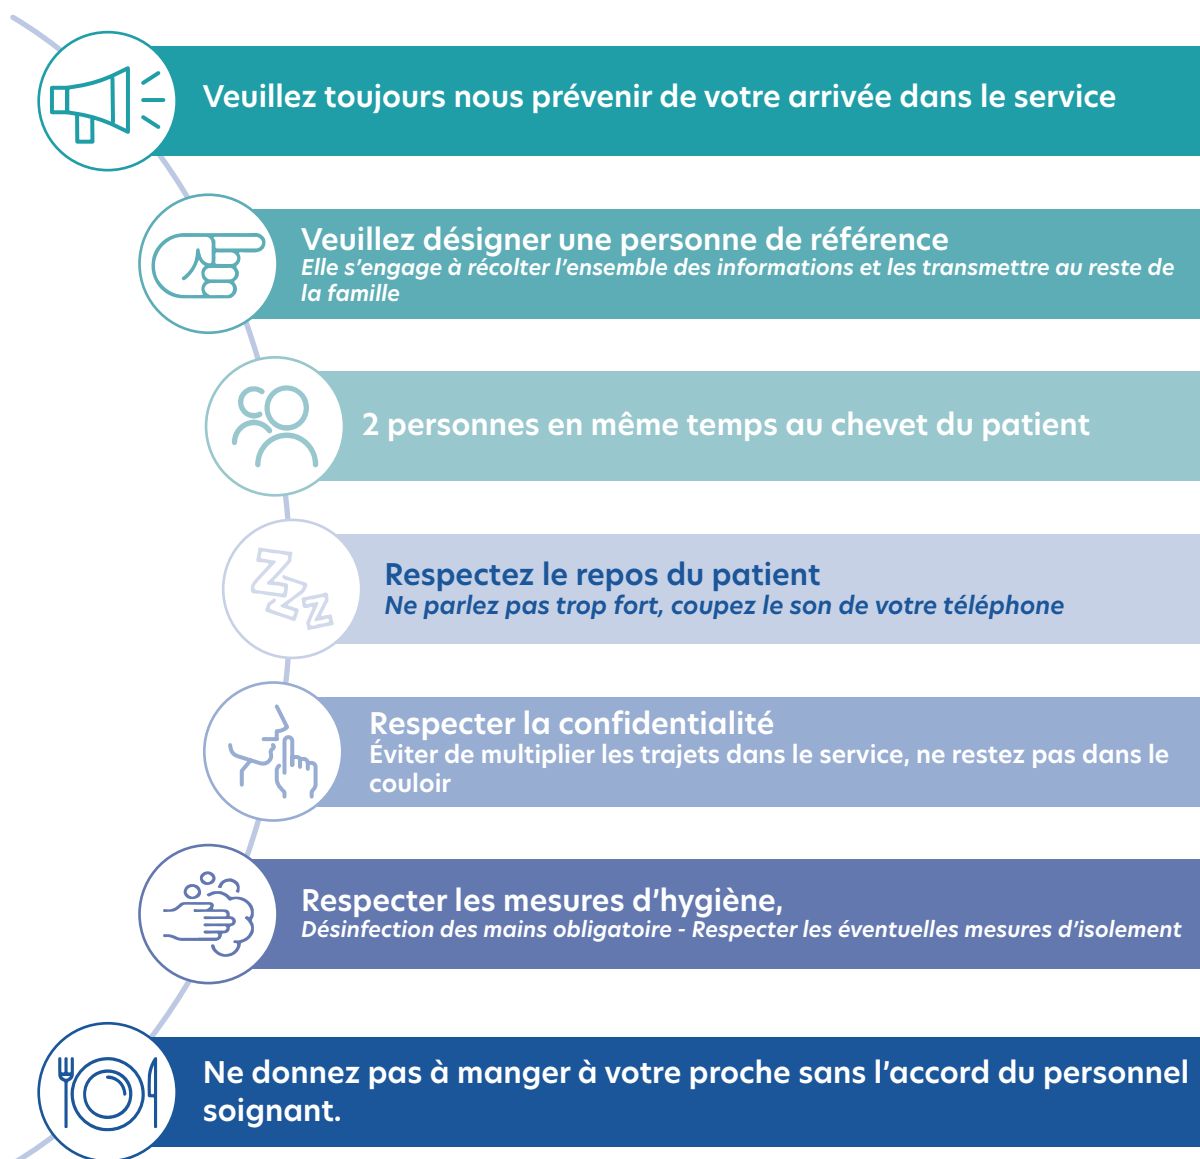 Veuillez toujours nous prévenir de votre arrivée dans le service
Veuillez désigner une personne de référence
Elle s’engage à récolter l’ensemble des informations et les transmettre au reste de
la famille
2 personnes en même temps au chevet du patient
Respectez le repos du patient
Ne parlez pas trop fort, coupez le son de votre téléphone
Respecter la confidentialité
Éviter de multiplier les trajets dans le service, ne restez pas dans le
couloir
Respecter les mesures d’hygiène,
Désinfection des mains obligatoire - Respecter les éventuelles mesures d’isolement
Ne donnez pas à manger à votre proche sans l’accord du personnel
soignant.